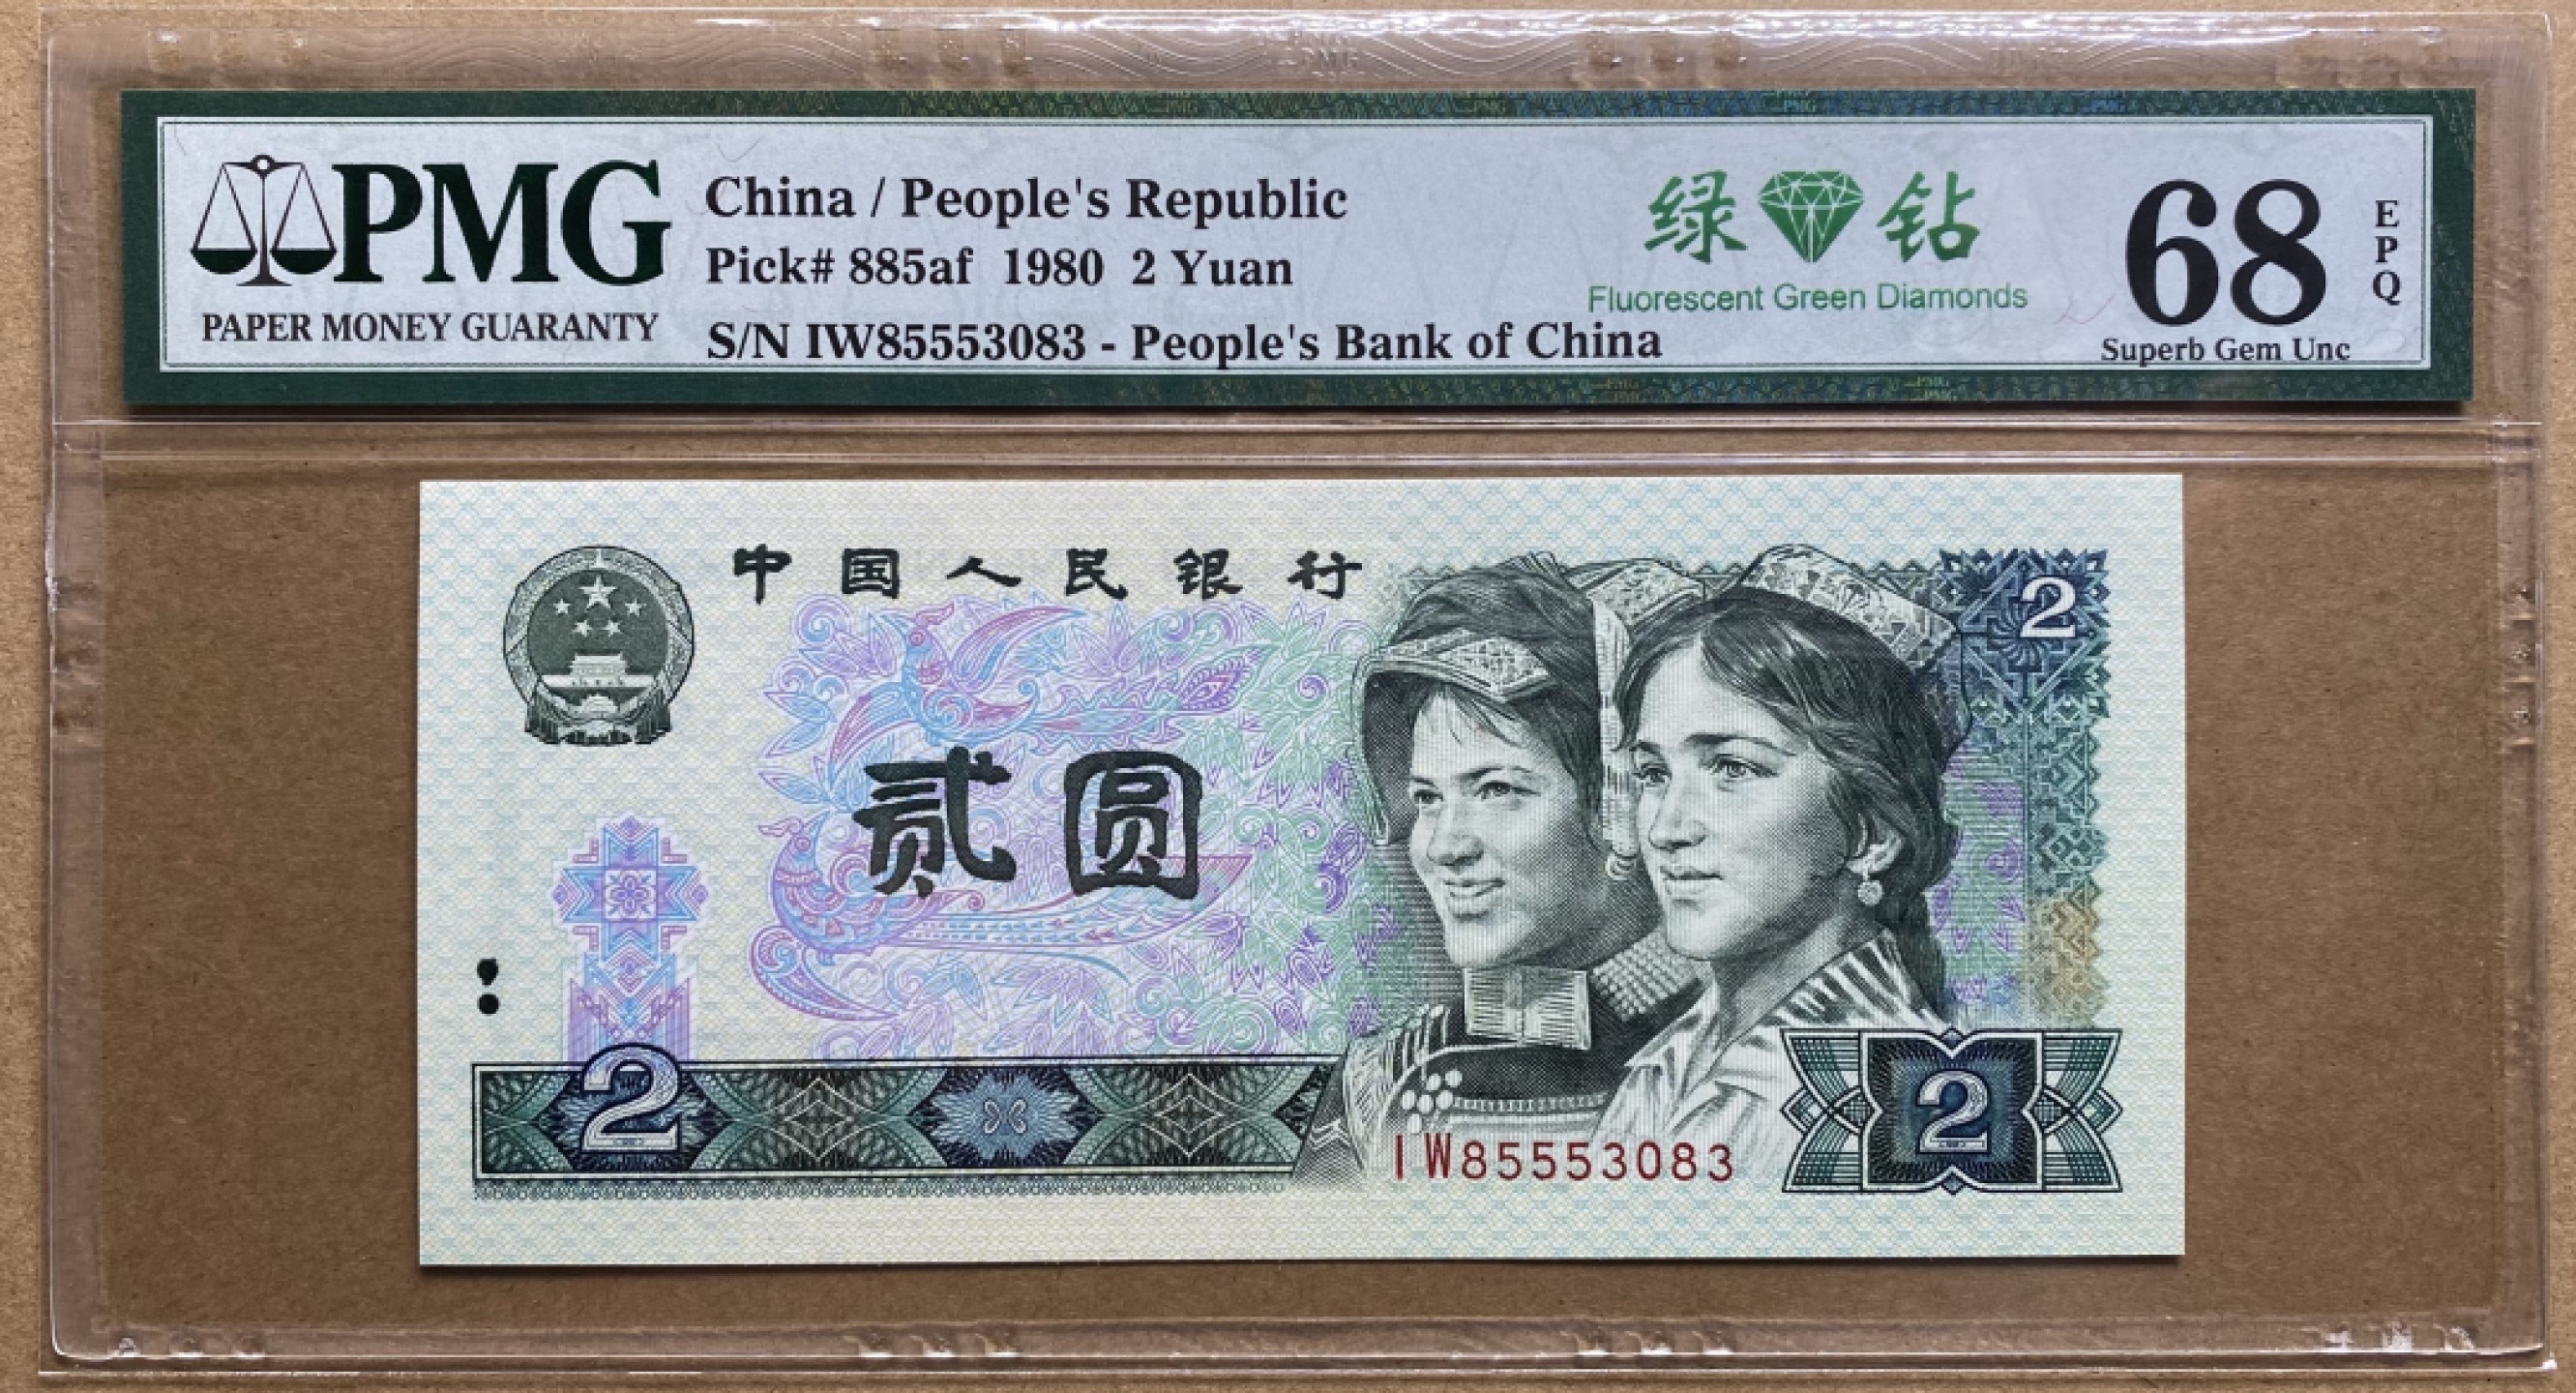 PMG
PAPER MONEY GUARANTY
China / People's Republic
Pick# 885af 1980 2 Yuan
S/N IW85553083 - People's Bank of China
绿 钻
Fluorescent Green Diamonds
68
EPQ
Superb Gem Unc
中国人民银行
2
贰圆
2
IW85553083
2